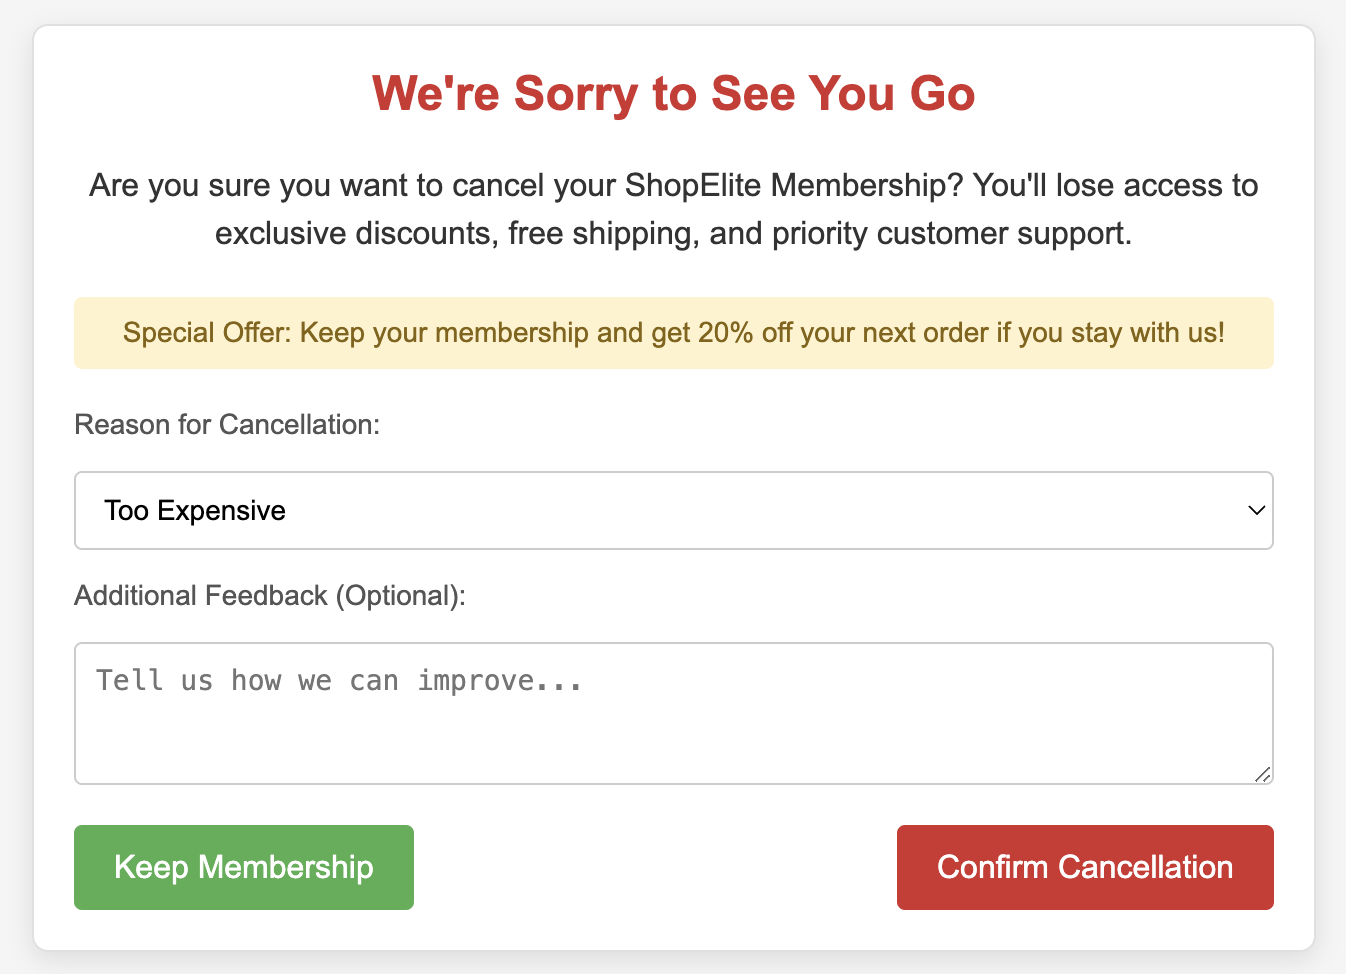 We're Sorry to See You Go
Are you sure you want to cancel your ShopElite Membership? You'll lose access to
exclusive discounts, free shipping, and priority customer support.
Special Offer: Keep your membership and get 20% off your next order if you stay with us!
Reason for Cancellation:
Too Expensive
Additional Feedback (Optional):
Tell us how we can improve...
Keep Membership
Confirm Cancellation